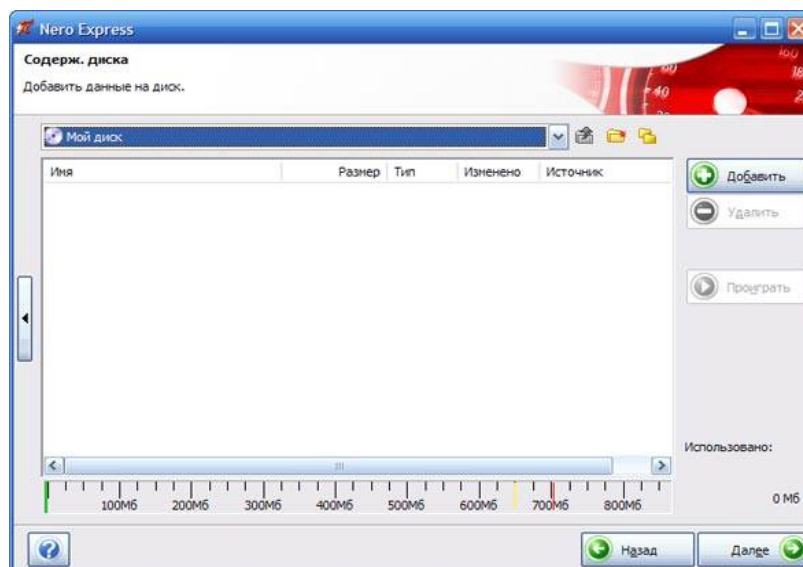 Nero Express
Содерж. диска
Добавить данные на диск.
Мой диск
Имя Размер Тип Изменено Источник
Добавить
Удалить
Проиграть
Использовано:
100Мб 200Мб 300Мб 400Мб 500Мб 600Мб 700Мб 800Мб
0 Мб
Назад Далее